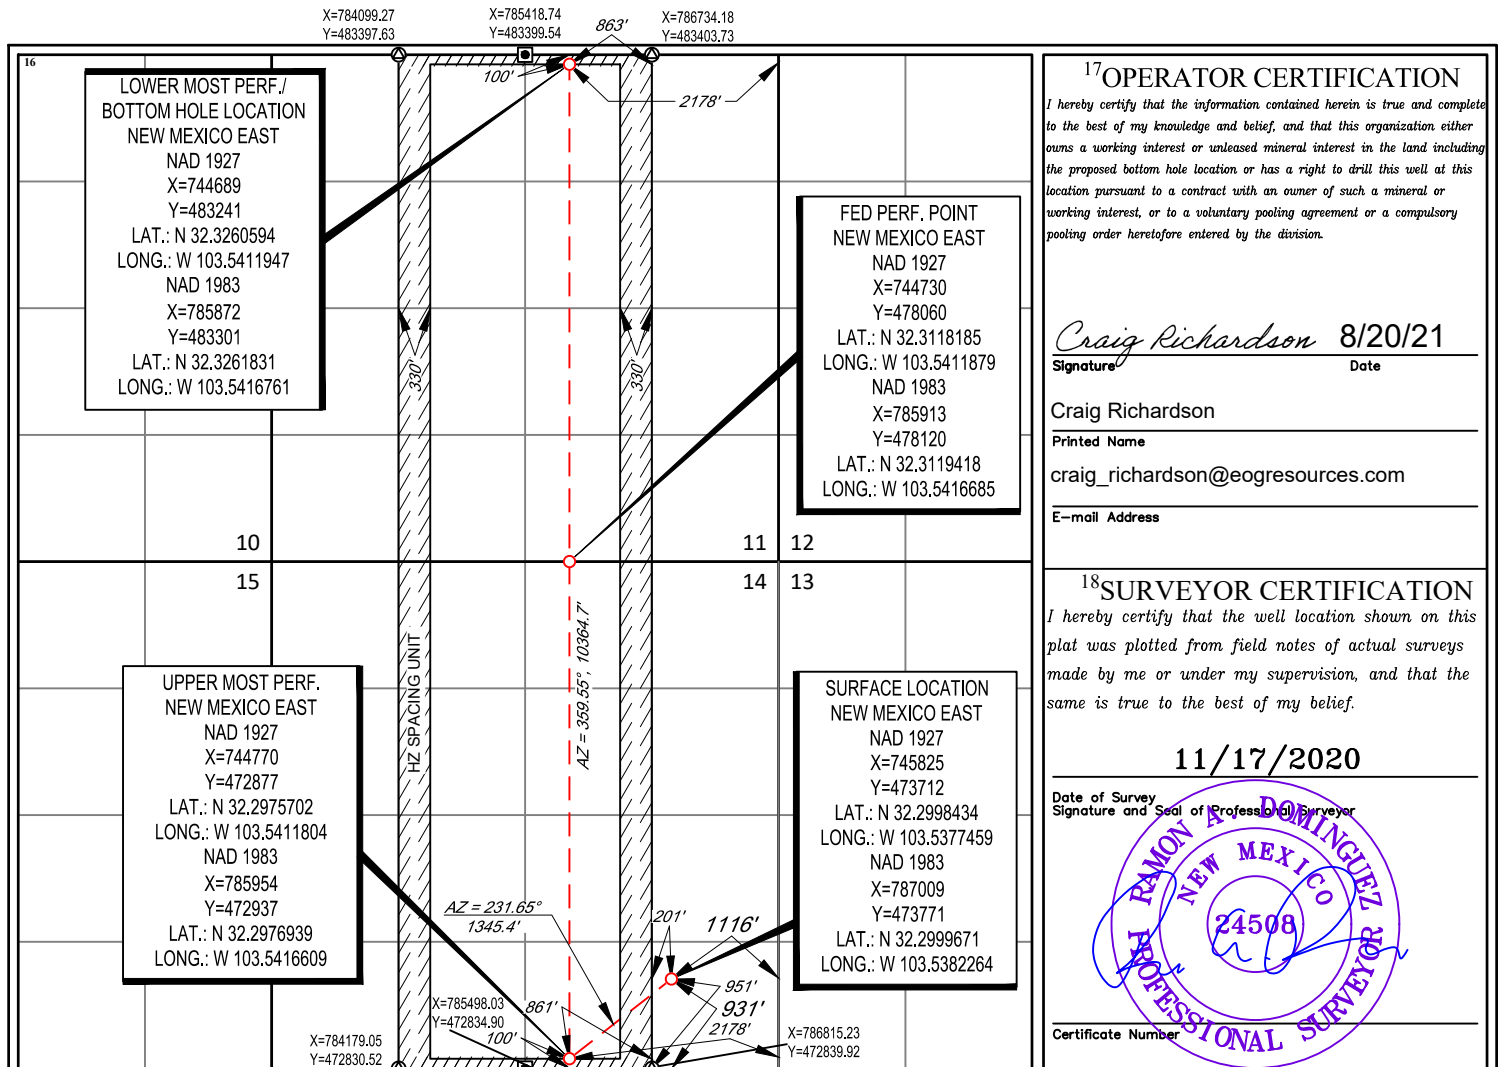 X=784099.27
Y=483397.63
X=785418.74
Y=483399.54
863'
X=786734.18
Y=483403.73
16
100'
2178'
LOWER MOST PERF./
BOTTOM HOLE LOCATION
NEW MEXICO EAST
NAD 1927
X=744689
Y=483241
LAT.: N 32.3260594
LONG.: W 103.5411947
NAD 1983
X=785872
Y=483301
LAT.: N 32.3261831
LONG.: W 103.5416761
330'
330'
FED PERF. POINT
NEW MEXICO EAST
NAD 1927
X=744730
Y=478060
LAT.: N 32.3118185
LONG.: W 103.5411879
NAD 1983
X=785913
Y=478120
LAT.: N 32.3119418
LONG.: W 103.5416685
10
11 12
15
14 13
HZ SPACING UNIT
AZ = 359.55°, 10364.7'
UPPER MOST PERF.
NEW MEXICO EAST
NAD 1927
X=744770
Y=472877
LAT.: N 32.2975702
LONG.: W 103.5411804
NAD 1983
X=785954
Y=472937
LAT.: N 32.2976939
LONG.: W 103.5416609
SURFACE LOCATION
NEW MEXICO EAST
NAD 1927
X=745825
Y=473712
LAT.: N 32.2998434
LONG.: W 103.5377459
NAD 1983
X=787009
Y=473771
LAT.: N 32.2999671
LONG.: W 103.5382264
AZ = 231.65°
1345.4'
201'
1116'
951'
931'
2178'
X=785498.03
Y=472834.90
861'
100'
X=784179.05
Y=472830.52
X=786815.23
Y=472839.92
17OPERATOR CERTIFICATION
I hereby certify that the information contained herein is true and complete
to the best of my knowledge and belief, and that this organization either
owns a working interest or unleased mineral interest in the land including
the proposed bottom hole location or has a right to drill this well at this
location pursuant to a contract with an owner of such a mineral or
working interest, or to a voluntary pooling agreement or a compulsory
pooling order heretofore entered by the division.
Craig Richardson 8/20/21
Signature Date
Craig Richardson
Printed Name
craig_richardson@eogresources.com
E-mail Address
18SURVEYOR CERTIFICATION
I hereby certify that the well location shown on this
plat was plotted from field notes of actual surveys
made by me or under my supervision, and that the
same is true to the best of my belief.
11/17/2020
Date of Survey
Signature and Seal of Professional Surveyor
RAMON A. DOMINGUEZ
NEW MEXICO
24508
PROFESSIONAL SURVEYOR
Certificate Number